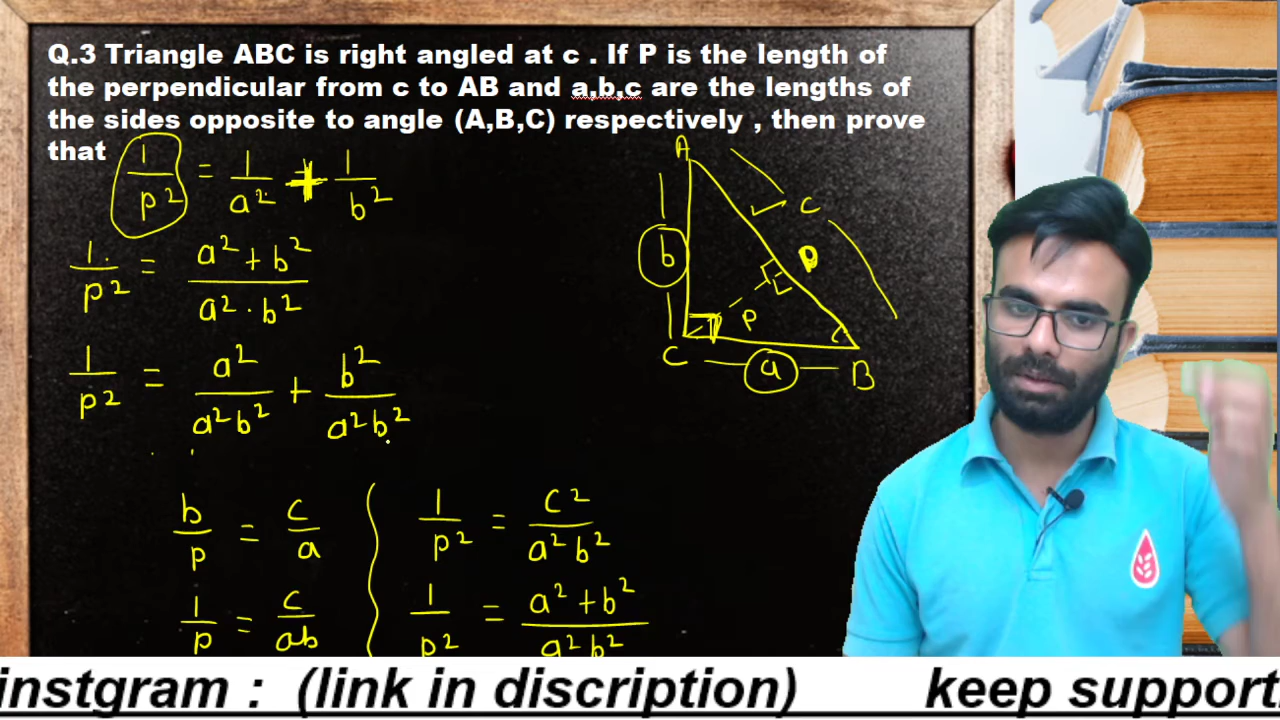 Q.3 Triangle ABC is right angled at c . If P is the length of
the perpendicular from c to AB and a,b,c are the lengths of
the sides opposite to angle (A,B,C) respectively , then prove
that 1/p² = 1/a² + 1/b²
1/p² = a² + b² / a² · b²
1/p² = a²/a²b² + b²/a²b²
b/p = c/a
1/p = c/ab
1/p² = c²/a²b²
1/p² = a² + b² / a²b²
A
c
b
D
P
C
a
B
instgram : (link in discription) keep support